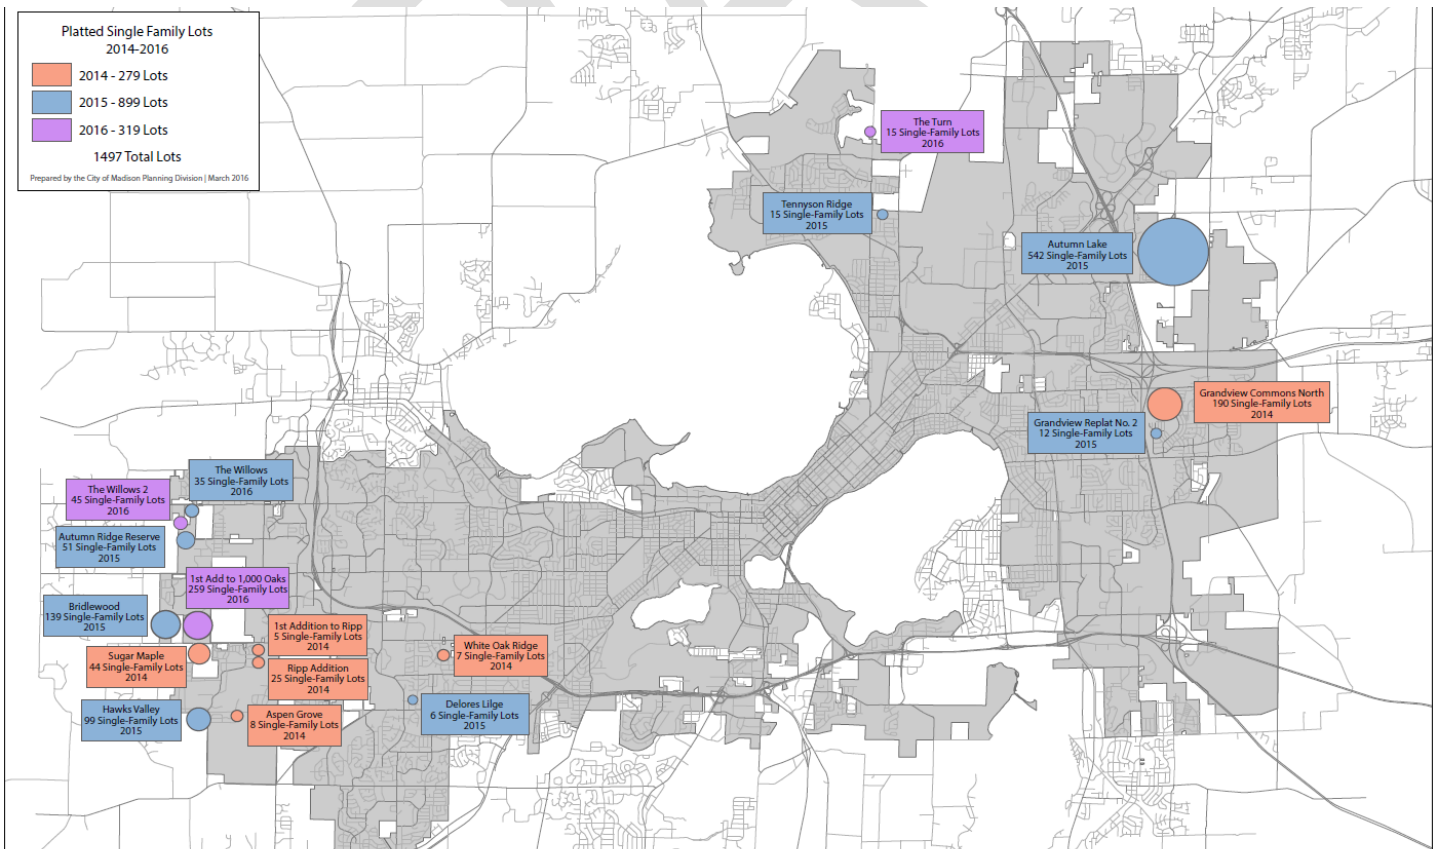 Platted Single Family Lots
2014-2016
2014 - 279 Lots
2015 - 899 Lots
2016 - 319 Lots
1497 Total Lots
Prepared by the City of Madison Planning Division | March 2016
The Turn
15 Single-Family Lots
2016
Tennyson Ridge
15 Single-Family Lots
2015
Autumn Lake
542 Single-Family Lots
2015
Grandview Commons North
190 Single-Family Lots
2014
Grandview Replat No. 2
12 Single-Family Lots
2015
The Willows
35 Single-Family Lots
2016
The Willows 2
45 Single-Family Lots
2016
Autumn Ridge Reserve
51 Single-Family Lots
2015
1st Add to 1,000 Oaks
259 Single-Family Lots
2016
Bridlewood
139 Single-Family Lots
2015
1st Addition to Ripp
5 Single-Family Lots
2014
White Oak Ridge
7 Single-Family Lots
2014
Sugar Maple
44 Single-Family Lots
2014
Ripp Addition
25 Single-Family Lots
2014
Hawks Valley
99 Single-Family Lots
2015
Aspen Grove
8 Single-Family Lots
2014
Delores Lilge
6 Single-Family Lots
2015